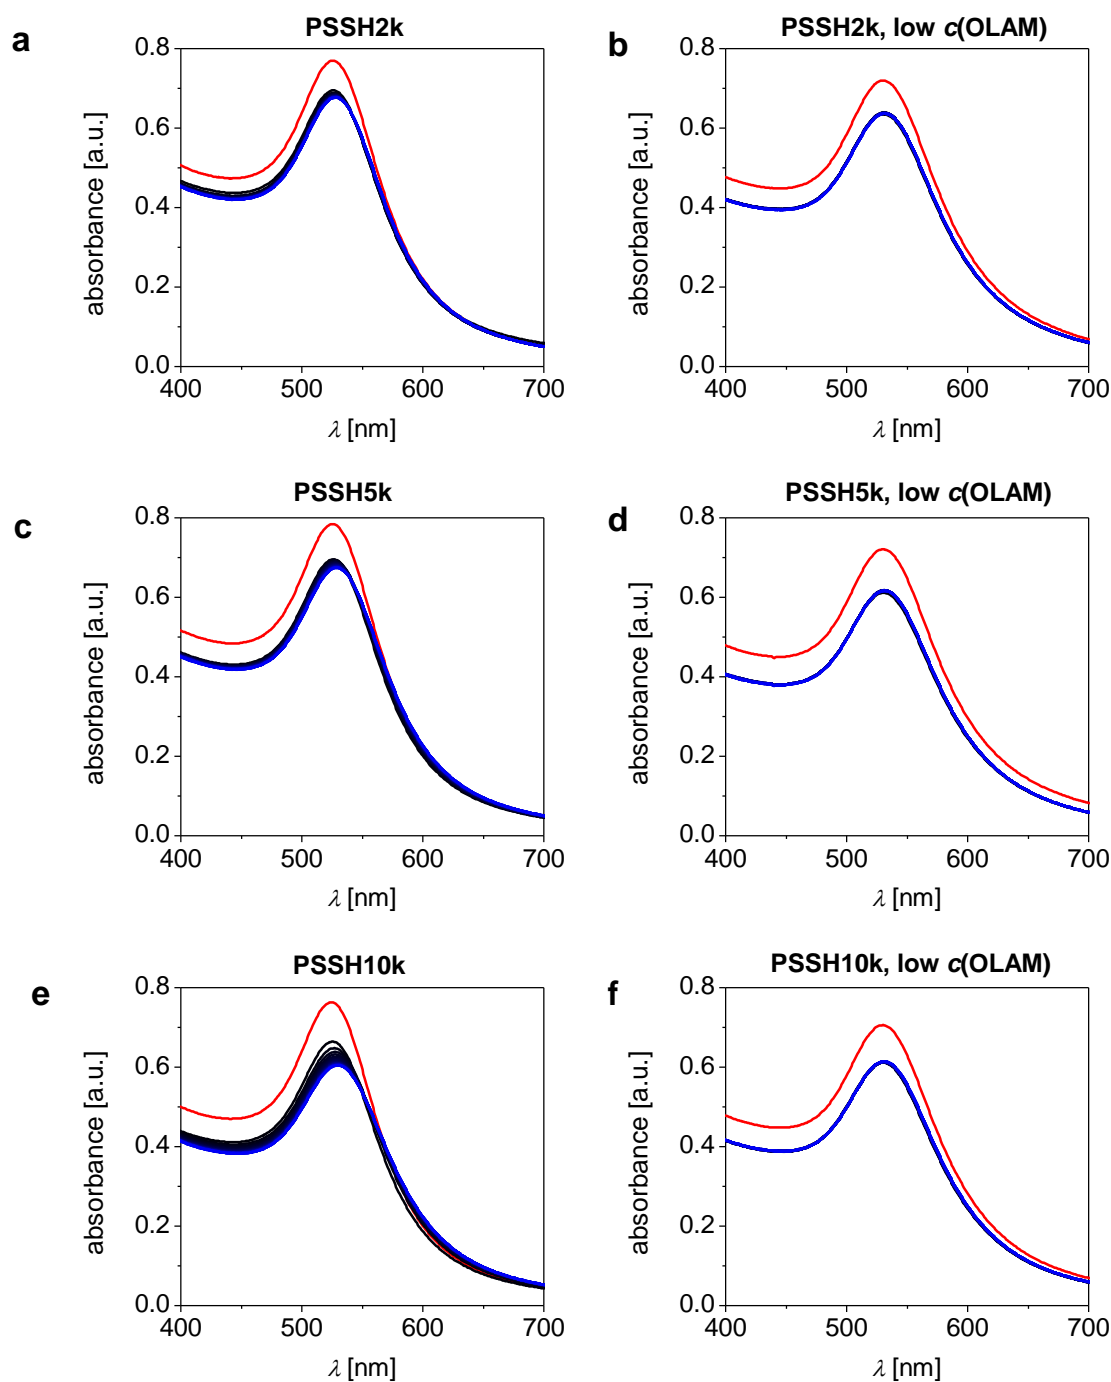 a
PSSH2k
0.8
0.6
0.4
0.2
0.0
absorbance [a.u.]
400 500 600 700
λ [nm]
b
PSSH2k, low c(OLAM)
0.8
0.6
0.4
0.2
0.0
absorbance [a.u.]
400 500 600 700
λ [nm]
c
PSSH5k
0.8
0.6
0.4
0.2
0.0
absorbance [a.u.]
400 500 600 700
λ [nm]
d
PSSH5k, low c(OLAM)
0.8
0.6
0.4
0.2
0.0
absorbance [a.u.]
400 500 600 700
λ [nm]
e
PSSH10k
0.8
0.6
0.4
0.2
0.0
absorbance [a.u.]
400 500 600 700
λ [nm]
f
PSSH10k, low c(OLAM)
0.8
0.6
0.4
0.2
0.0
absorbance [a.u.]
400 500 600 700
λ [nm]